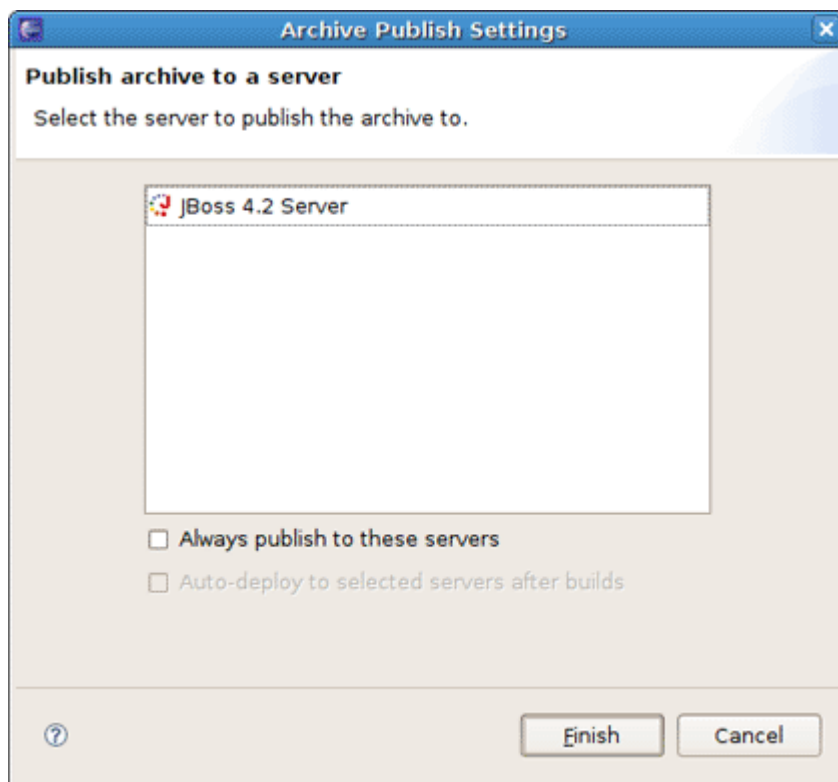 Archive Publish Settings
Publish archive to a server
Select the server to publish the archive to.
JBoss 4.2 Server
Always publish to these servers
Auto-deploy to selected servers after builds
Finish Cancel